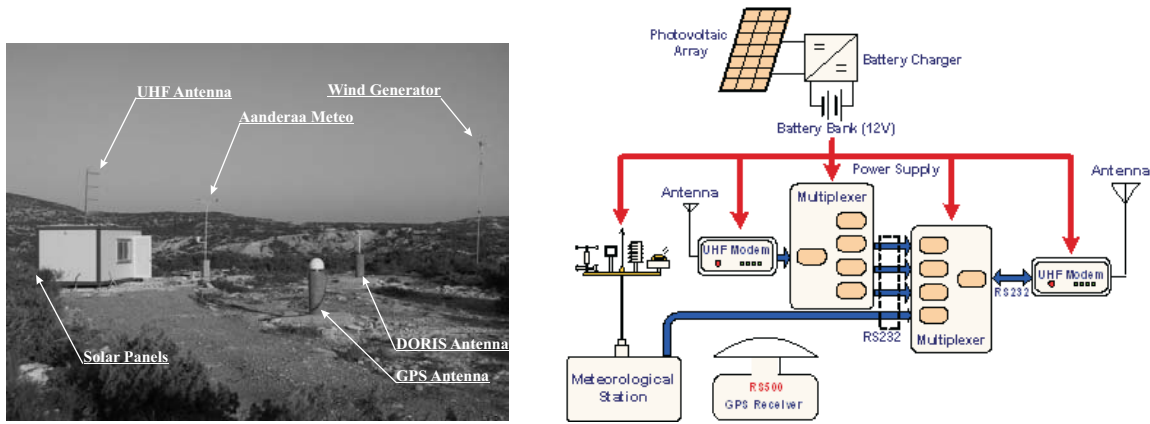 UHF Antenna
Wind Generator
Aanderaa Meteo
Solar Panels
DORIS Antenna
GPS Antenna
Photovoltaic
Array
Battery Charger
Battery Bank (12V)
Power Supply
Antenna
Multiplexer
Antenna
UHF Modem
UHF Modem
RS232
RS232
Multiplexer
Meteorological
Station
RS500
GPS Receiver